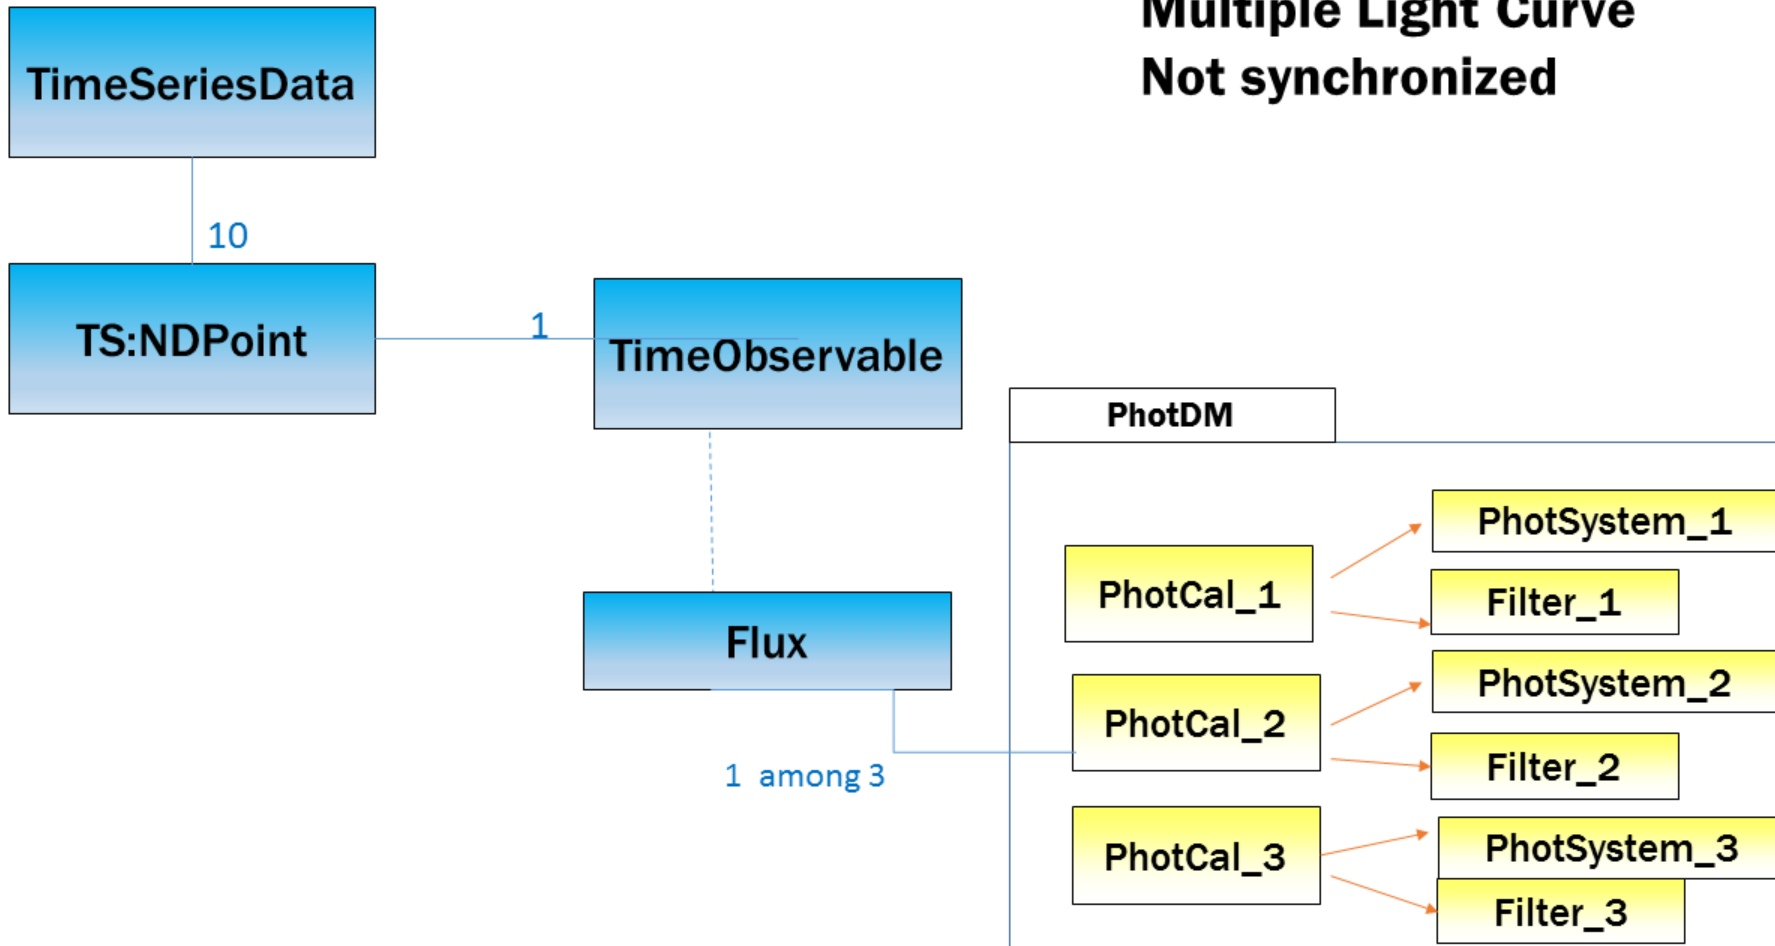 Multiple Light Curve
Not synchronized
TimeSeriesData
10
TS:NDPoint
1
TimeObservable
Flux
1 among 3
PhotDM
PhotCal_1
PhotSystem_1
Filter_1
PhotCal_2
PhotSystem_2
Filter_2
PhotCal_3
PhotSystem_3
Filter_3